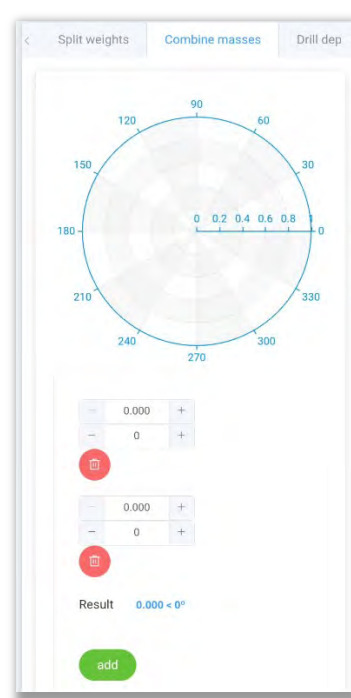 < Split weights Combine masses Drill dep
90
120 60
150 30
0 0.2 0.4 0.6 0.8 1
180 0
210 330
240 300
270
− 0.000 +
− 0 +
− 0.000 +
− 0 +
Result 0.000 < 0º
add